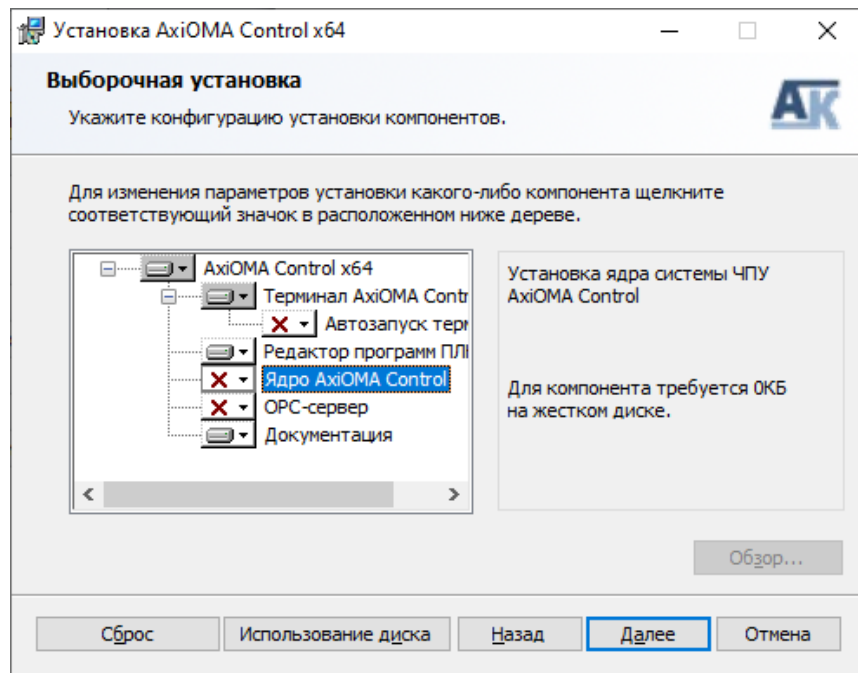 Установка AxiOMA Control x64
Выборочная установка
Укажите конфигурацию установки компонентов.
AK
Для изменения параметров установки какого-либо компонента щелкните
соответствующий значок в расположенном ниже дереве.
AxiOMA Control x64
Терминал AxiOMA Contr
Автозапуск тер
Редактор программ ПЛ
Ядро AxiOMA Control
OPC-сервер
Документация
Установка ядра системы ЧПУ
AxiOMA Control
Для компонента требуется 0КБ
на жестком диске.
Обзор...
Сброс
Использование диска
Назад
Далее
Отмена